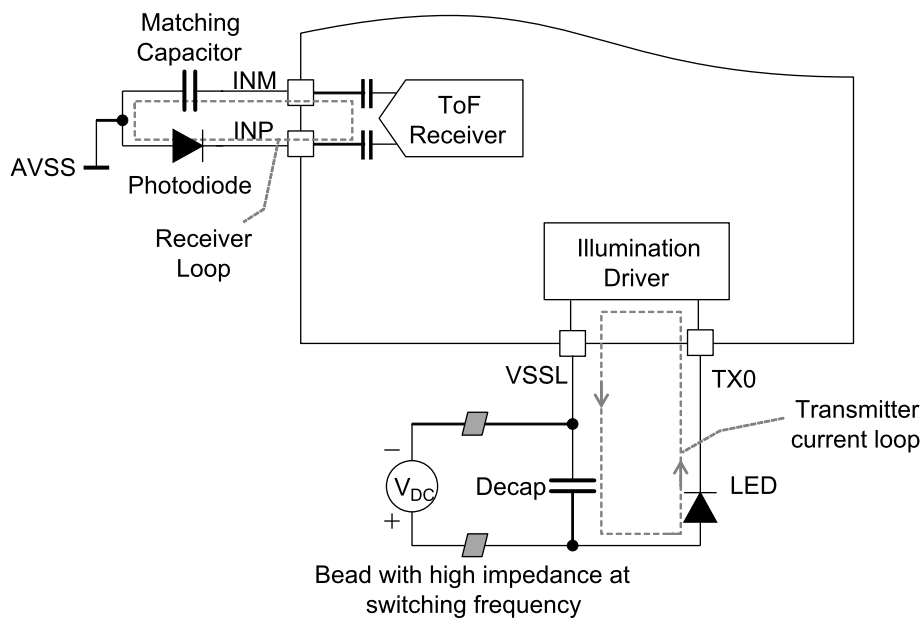 Matching
Capacitor
INM
INP
ToF
Receiver
AVSS
Photodiode
Receiver
Loop
Illumination
Driver
VSSL
TX0
Transmitter
current loop
−
VDC
+
Decap
LED
Bead with high impedance at
switching frequency